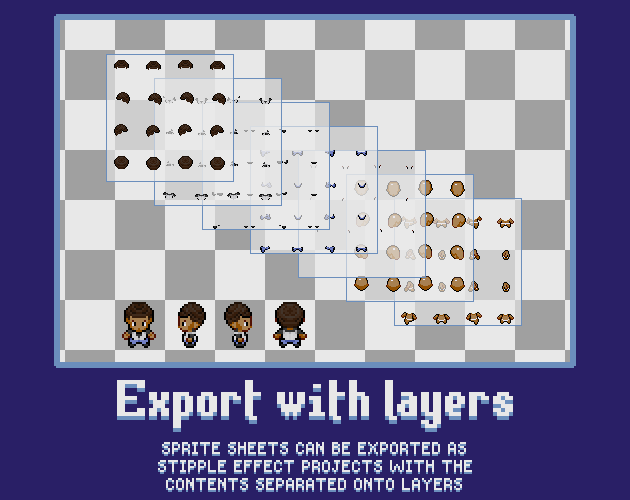 Export with layers
SPRITE SHEETS CAN BE EXPORTED AS
STIPPLE EFFECT PROJECTS WITH THE
CONTENTS SEPARATED ONTO LAYERS